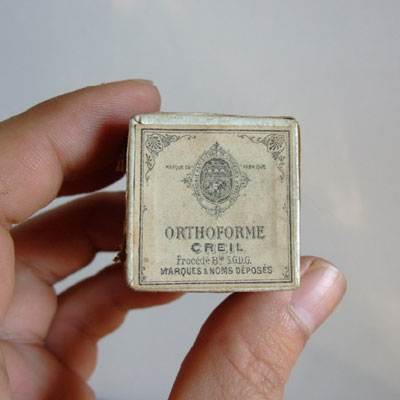 MARQUE DE FABRIQUE
ORTHOFORME
CREIL
Procédé Bté S.G.D.G.
MARQUES & NOMS DÉPOSÉS